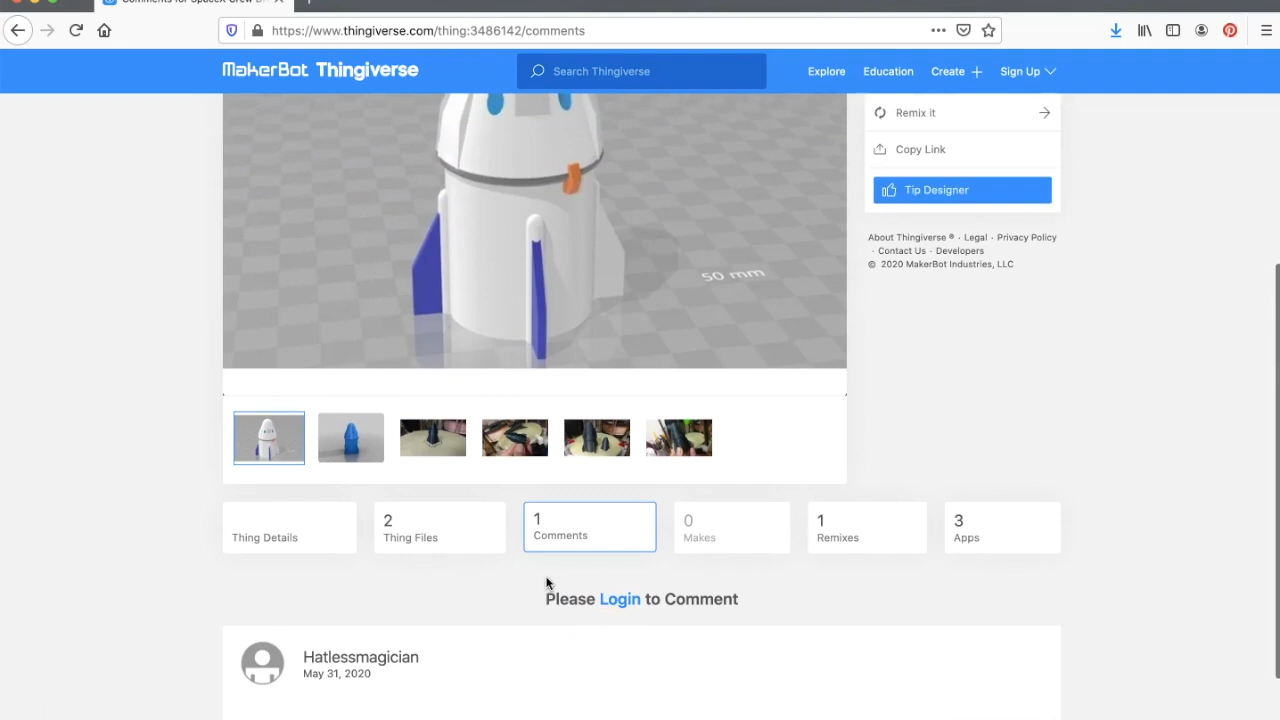 https://www.thingiverse.com/thing:3486142/comments
MakerBot Thingiverse
Search Thingiverse
Explore
Education
Create
Sign Up
Remix it
Copy Link
Tip Designer
50 mm
About Thingiverse ® · Legal · Privacy Policy
· Contact Us · Developers
© 2020 MakerBot Industries, LLC
Thing Details
2
Thing Files
1
Comments
0
Makes
1
Remixes
3
Apps
Please Login to Comment
Hatlessmagician
May 31, 2020